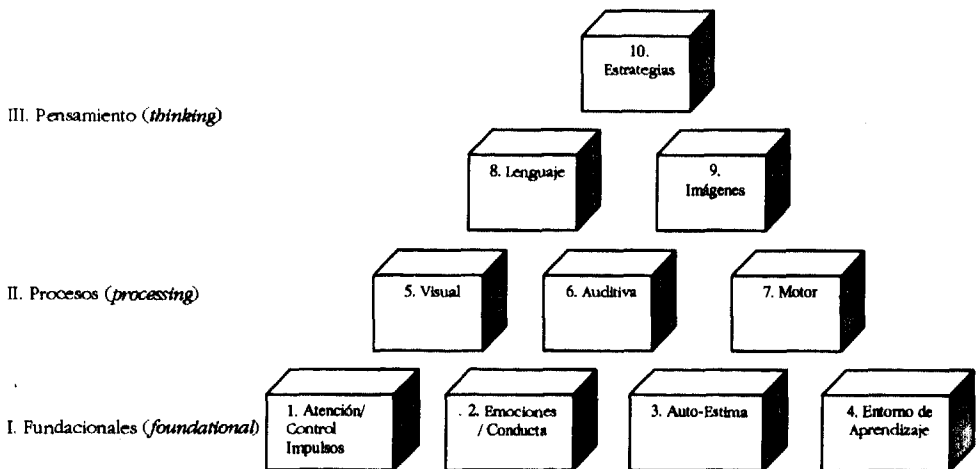 10.
Estrategias
III. Pensamiento (thinking)
8. Lenguaje
9.
Imágenes
5. Visual
6. Auditiva
7. Motor
II. Procesos (processing)
1. Atención/
Control
Impulsos
2. Emociones
/ Conducta
3. Auto-Estima
4. Entorno de
Aprendizaje
I. Fundacionales (foundational)